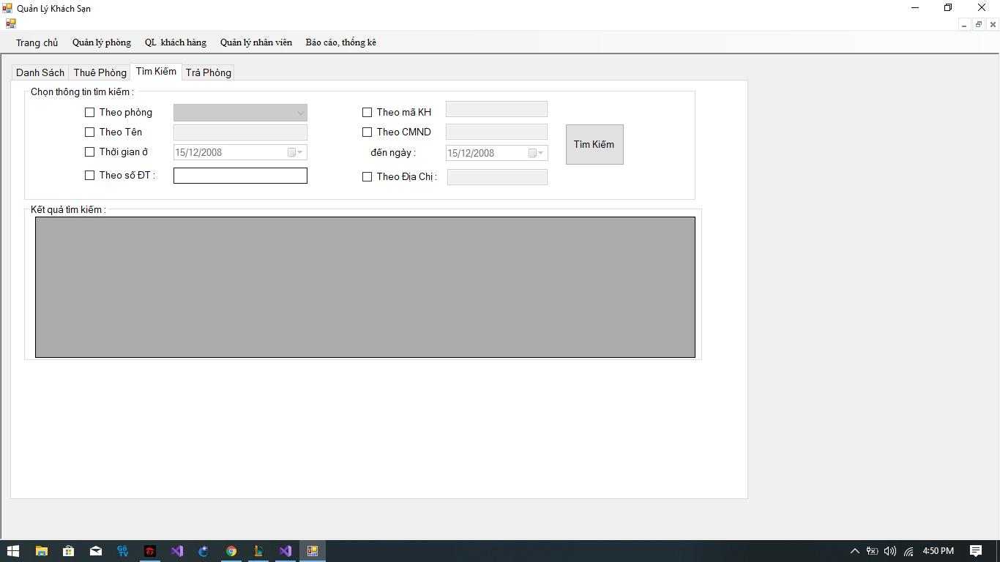 Quản Lý Khách Sạn
Trang chủ Quản lý phòng QL khách hàng Quản lý nhân viên Báo cáo, thống kê
Danh Sách Thuê Phòng Tìm Kiếm Trả Phòng
Chọn thông tin tìm kiếm :
Theo phòng Theo mã KH
Theo Tên Theo CMND
Tìm Kiếm
Thời gian ở 15/12/2008 đến ngày : 15/12/2008
Theo số ĐT : Theo Địa Chị :
Kết quả tìm kiếm :
Gõ
TV
4:50 PM